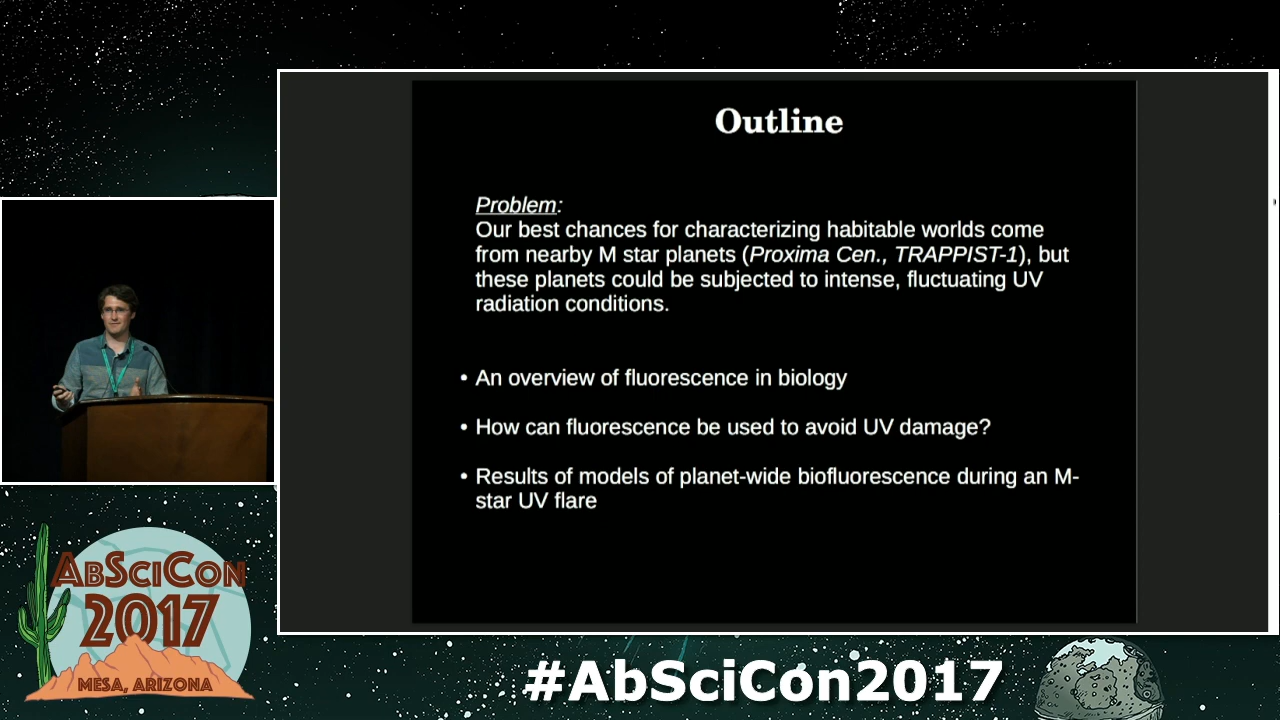 Outline
Problem:
Our best chances for characterizing habitable worlds come
from nearby M star planets (Proxima Cen., TRAPPIST-1), but
these planets could be subjected to intense, fluctuating UV
radiation conditions.
• An overview of fluorescence in biology
• How can fluorescence be used to avoid UV damage?
• Results of models of planet-wide biofluorescence during an M-
star UV flare
ABSCICON
2017
MESA, ARIZONA
#AbSciCon2017